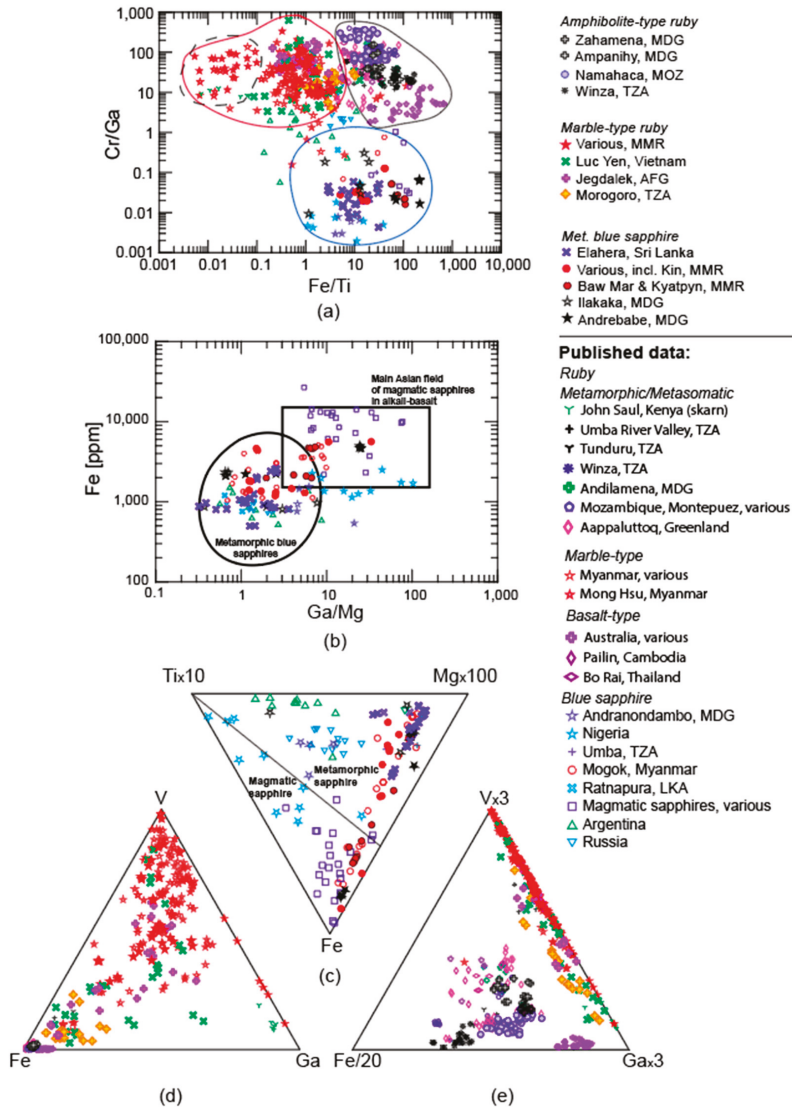 100,000
10,000
1000
100
10
1
0.1
0.01
0.001
Cr/Ga
0.001
0.01
0.1
1
10
100
1000
10,000
Fe/Ti
(a)
100,000
10,000
1,000
100
Fe [ppm]
Main Asian field
of magmatic sapphires
in alkali-basalt
Metamorphic blue
sapphires
0.1
1
10
100
1,000
Ga/Mg
(b)
Tix10
Mgx100
Metamorphic
sapphire
Magmatic
sapphire
Fe
(c)
V
Fe
Ga
(d)
Vx3
Fe/20
Gax3
(e)
Amphibolite-type ruby
Zahamena, MDG
Ampanihy, MDG
Namahaca, MOZ
Winza, TZA
Marble-type ruby
Various, MMR
Luc Yen, Vietnam
Jegdalek, AFG
Morogoro, TZA
Met. blue sapphire
Elahera, Sri Lanka
Various, incl. Kin, MMR
Baw Mar & Kyatpyn, MMR
Ilakaka, MDG
Andrebabe, MDG
Published data:
Ruby
Metamorphic/Metasomatic
John Saul, Kenya (skarn)
Umba River Valley, TZA
Tunduru, TZA
Winza, TZA
Andilamena, MDG
Mozambique, Montepuez, various
Aappaluttoq, Greenland
Marble-type
Myanmar, various
Mong Hsu, Myanmar
Basalt-type
Australia, various
Pailin, Cambodia
Bo Rai, Thailand
Blue sapphire
Andranondambo, MDG
Nigeria
Umba, TZA
Mogok, Myanmar
Ratnapura, LKA
Magmatic sapphires, various
Argentina
Russia